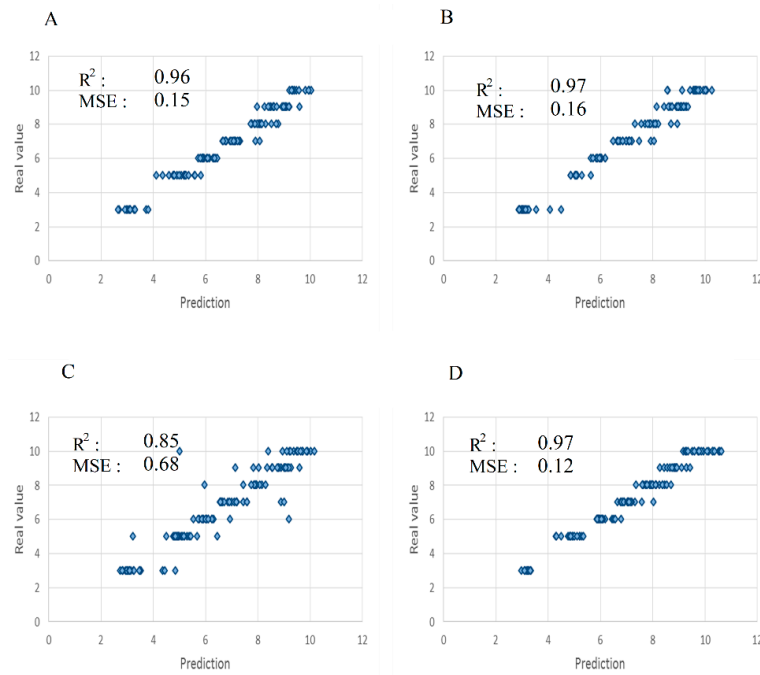 A
R² : 0.96
MSE : 0.15
Real value
12
10
8
6
4
2
0
0 2 4 6 8 10 12
Prediction
B
R² : 0.97
MSE : 0.16
Real value
12
10
8
6
4
2
0
0 2 4 6 8 10 12
Prediction
C
R² : 0.85
MSE : 0.68
Real value
12
10
8
6
4
2
0
0 2 4 6 8 10 12
Prediction
D
R² : 0.97
MSE : 0.12
Real value
12
10
8
6
4
2
0
0 2 4 6 8 10 12
Prediction